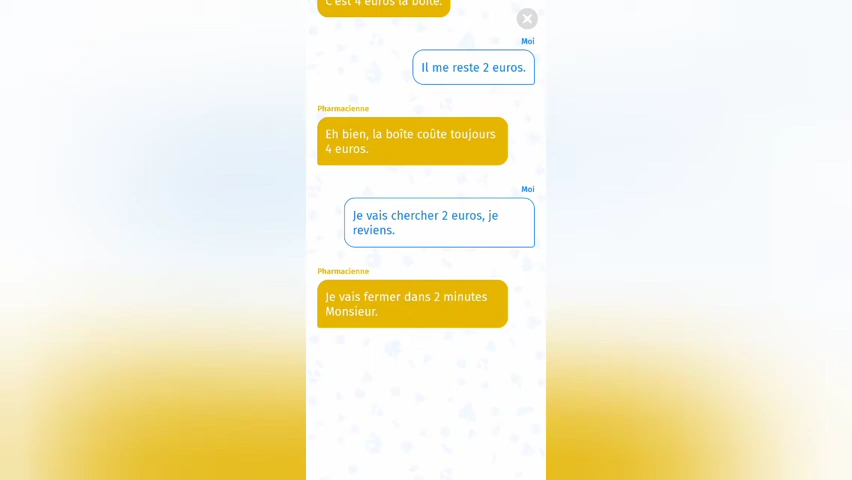 C'est 4 euros la boîte.
Moi
Il me reste 2 euros.
Pharmacienne
Eh bien, la boîte coûte toujours
4 euros.
Moi
Je vais chercher 2 euros, je
reviens.
Pharmacienne
Je vais fermer dans 2 minutes
Monsieur.